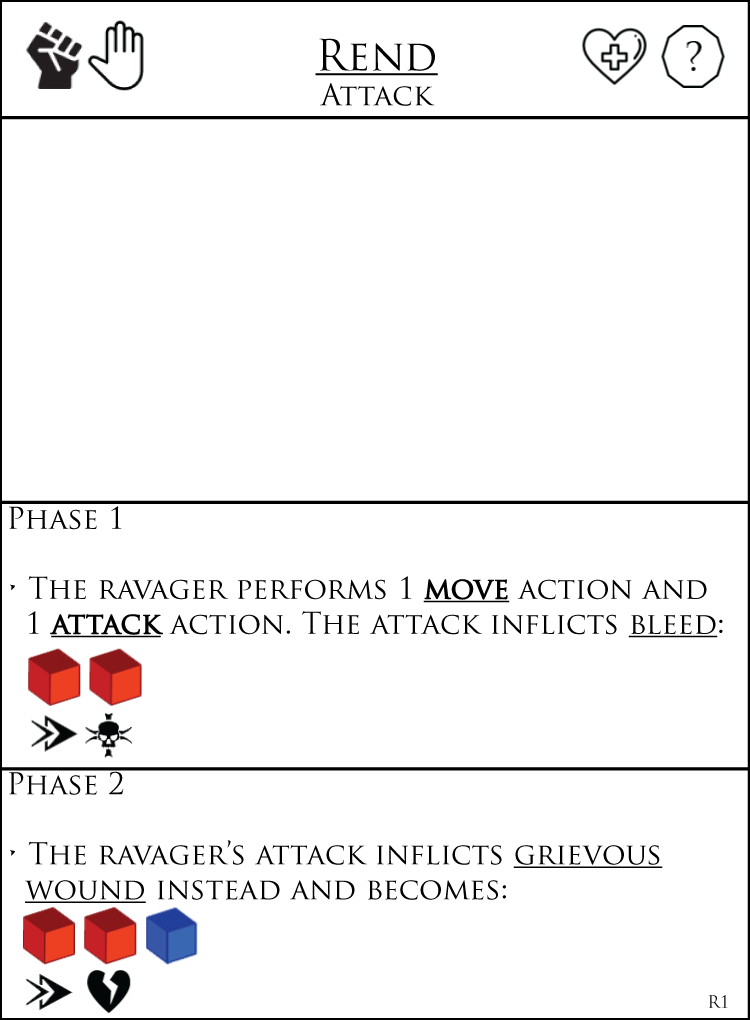 Rend
Attack
?
Phase 1
‣ The ravager performs 1 move action and
1 attack action. The attack inflicts bleed:
Phase 2
‣ The ravager’s attack inflicts grievous
wound instead and becomes:
R1